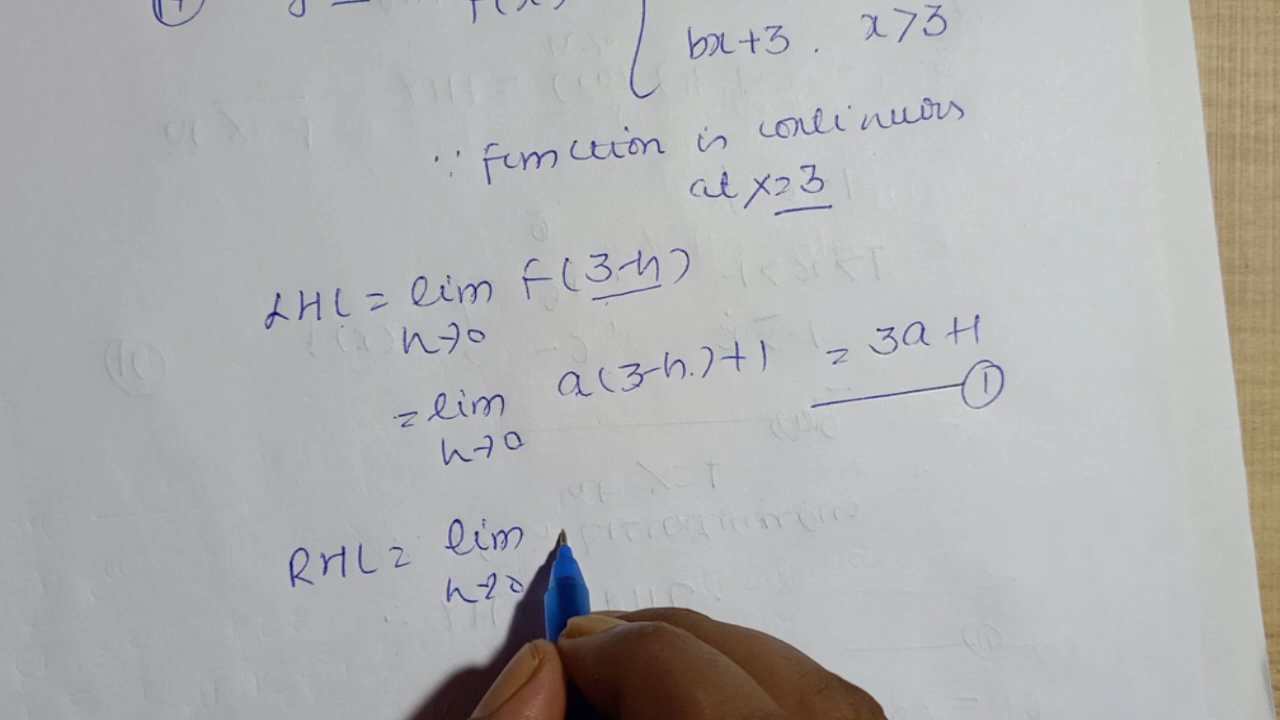 f(x)
bx+3. x>3
∵ function is continuous
at x=3
LHL = lim f(3-h)
h→0
= lim a(3-h.)+1 = 3a+1
h→0 ①
RHL = lim
h→0